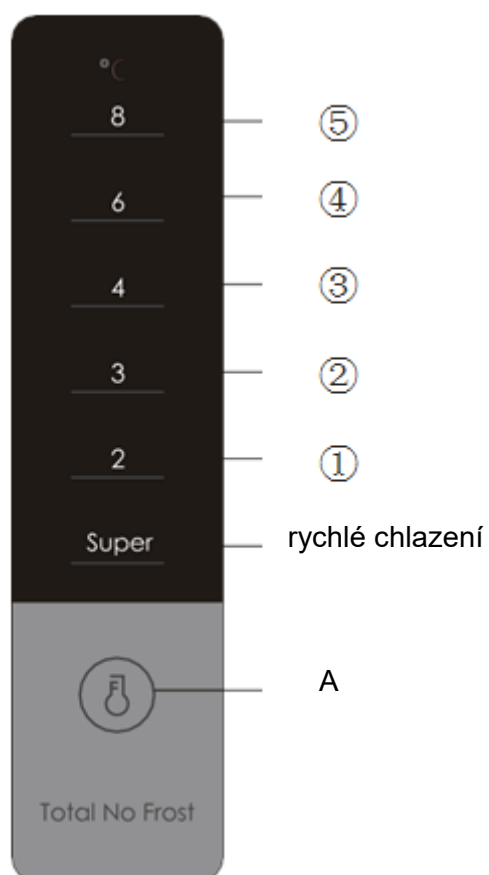 °C
8 ⑤
6 ④
4 ③
3 ②
2 ①
Super rychlé chlazení
A
Total No Frost